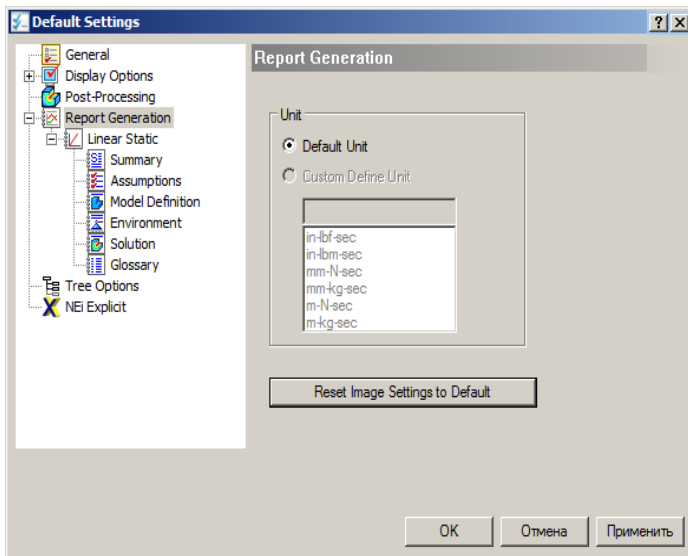 Default Settings
General
Display Options
Post-Processing
Report Generation
Linear Static
Summary
Assumptions
Model Definition
Environment
Solution
Glossary
Tree Options
NEi Explicit
Report Generation
Unit
Default Unit
Custom Define Unit
in-lbf-sec
in-lbm-sec
mm-N-sec
mm-kg-sec
m-N-sec
m-kg-sec
Reset Image Settings to Default
OK Отмена Применить